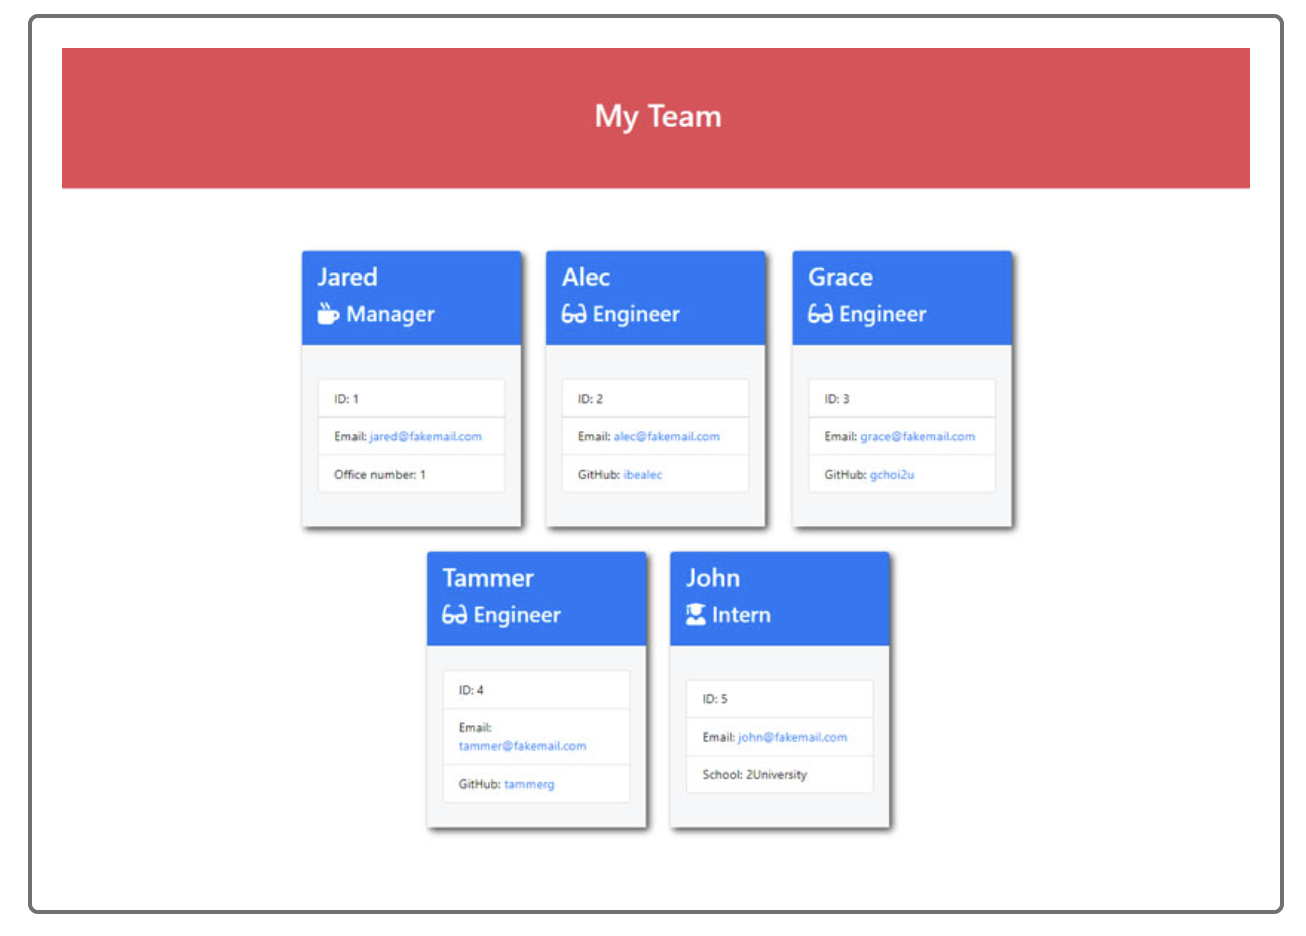 My Team
Jared
Manager
ID: 1
Email: jared@fakemail.com
Office number: 1
Alec
Engineer
ID: 2
Email: alec@fakemail.com
GitHub: ibealec
Grace
Engineer
ID: 3
Email: grace@fakemail.com
GitHub: gchoi2u
Tammer
Engineer
ID: 4
Email:
tammer@fakemail.com
GitHub: tammerg
John
Intern
ID: 5
Email: john@fakemail.com
School: 2University